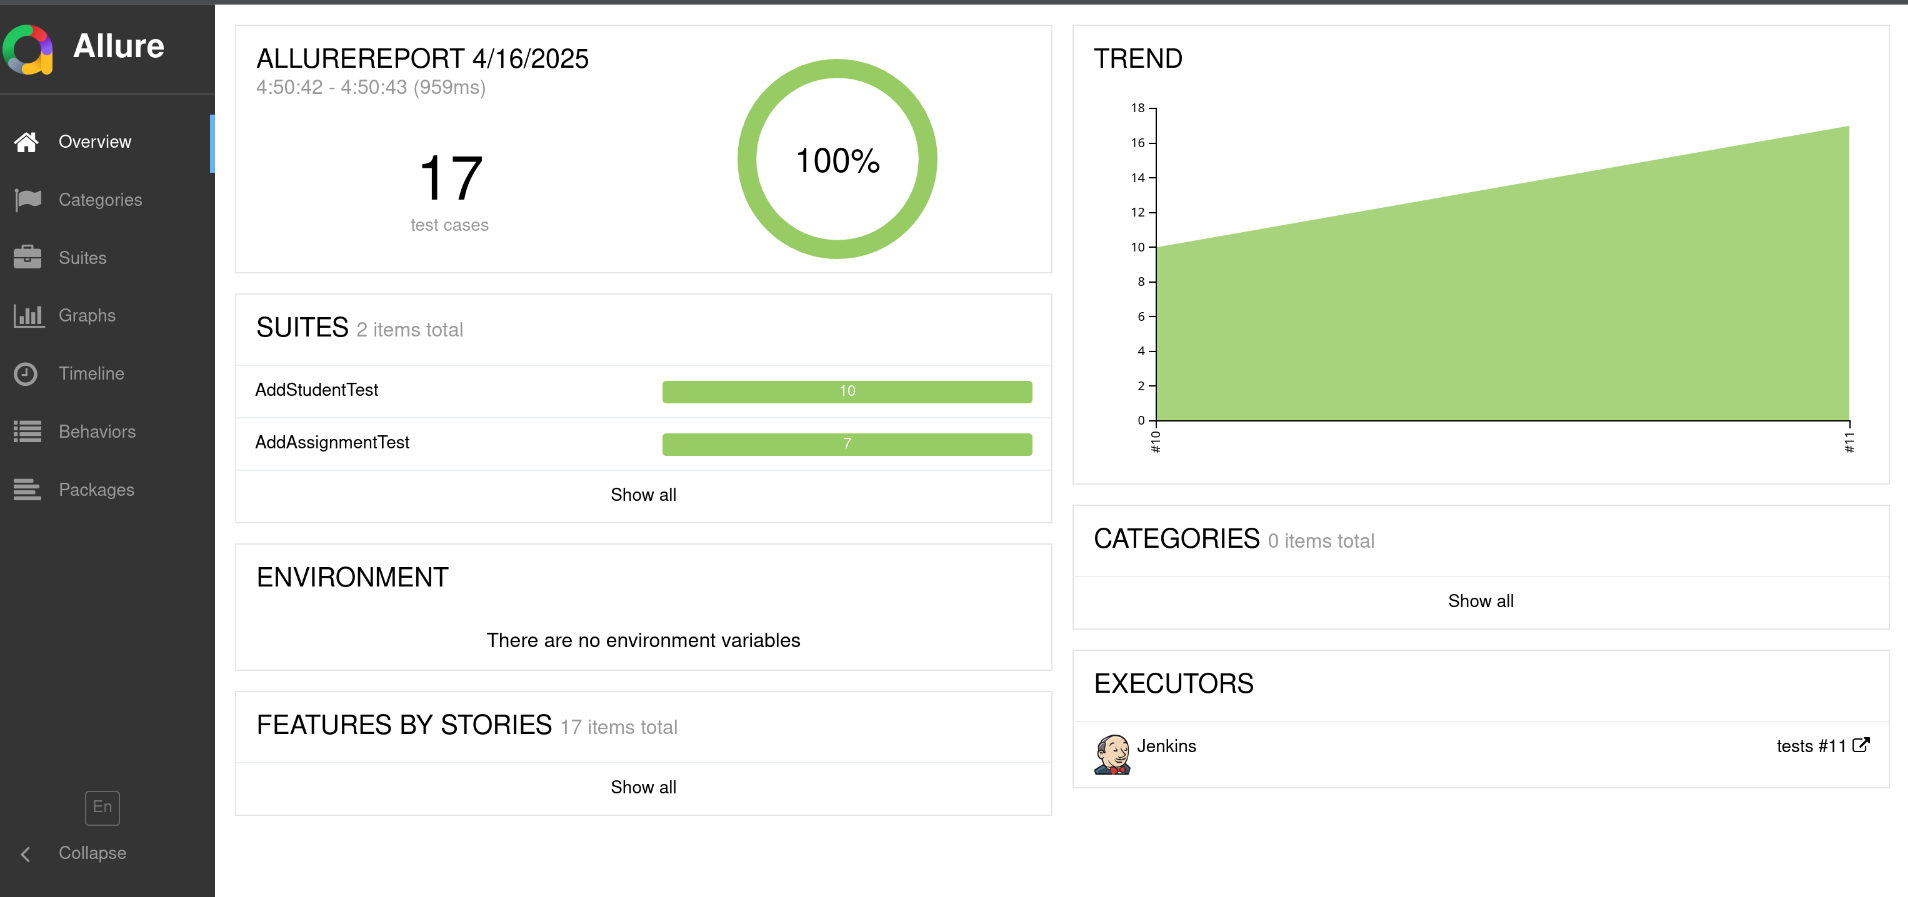 Allure
Overview
Categories
Suites
Graphs
Timeline
Behaviors
Packages
En
Collapse
ALLUREREPORT 4/16/2025
4:50:42 - 4:50:43 (959ms)
17
test cases
100%
SUITES 2 items total
AddStudentTest 10
AddAssignmentTest 7
Show all
ENVIRONMENT
There are no environment variables
FEATURES BY STORIES 17 items total
Show all
TREND
18
16
14
12
10
8
6
4
2
0
#10
#11
CATEGORIES 0 items total
Show all
EXECUTORS
Jenkins tests #11